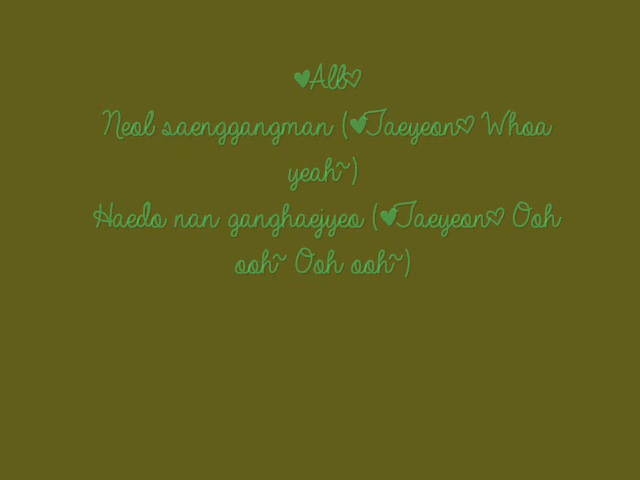 ♥All♡
Neol saenggangman (♥Taeyeon♡ Whoa
yeah~)
Haedo nan ganghaejyeo (♥Taeyeon♡ Ooh
ooh~ Ooh ooh~)